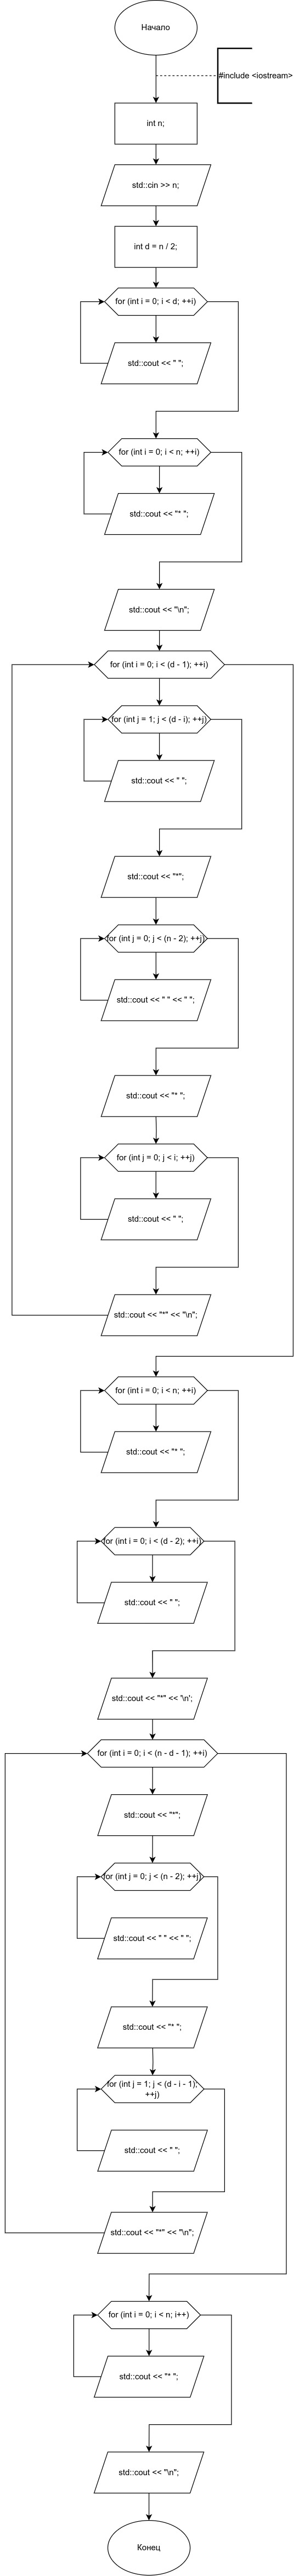 Начало
#include <iostream>
int n;
std::cin >> n;
int d = n / 2;
for (int i = 0; i < d; ++i)
std::cout << " ";
for (int i = 0; i < n; ++i)
std::cout << "* ";
std::cout << "\n";
for (int i = 0; i < (d - 1); ++i)
for (int j = 1; j < (d - i); ++j)
std::cout << " ";
std::cout << "*";
for (int j = 0; j < (n - 2); ++j)
std::cout << " " << " ";
std::cout << "* ";
for (int j = 0; j < i; ++j)
std::cout << " ";
std::cout << "*" << "\n";
for (int i = 0; i < n; ++i)
std::cout << "* ";
for (int i = 0; i < (d - 2); ++i)
std::cout << " ";
std::cout << "*" << '\n';
for (int i = 0; i < (n - d - 1); ++i)
std::cout << "*";
for (int j = 0; j < (n - 2); ++j)
std::cout << " " << " ";
std::cout << "* ";
for (int j = 1; j < (d - i - 1);
++j)
std::cout << " ";
std::cout << "*" << "\n";
for (int i = 0; i < n; i++)
std::cout << "* ";
std::cout << "\n";
Конец